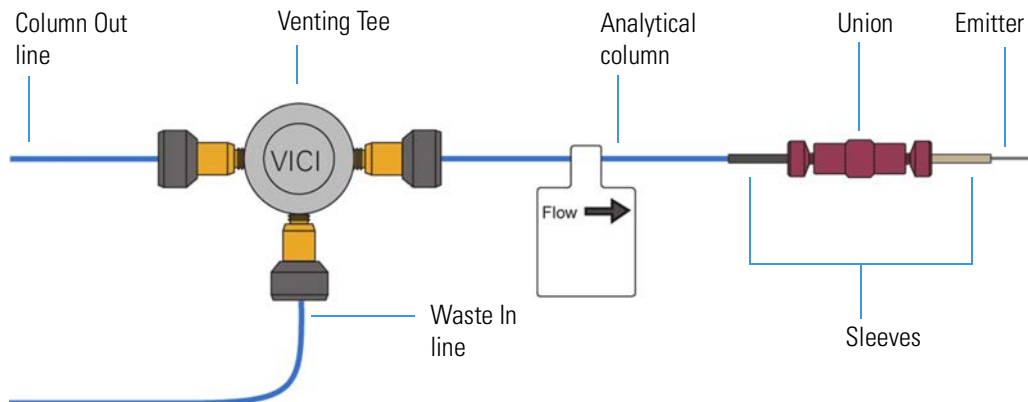 Column Out
line
Venting Tee
Analytical
column
Union
Emitter
VICI
Flow
Waste In
line
Sleeves